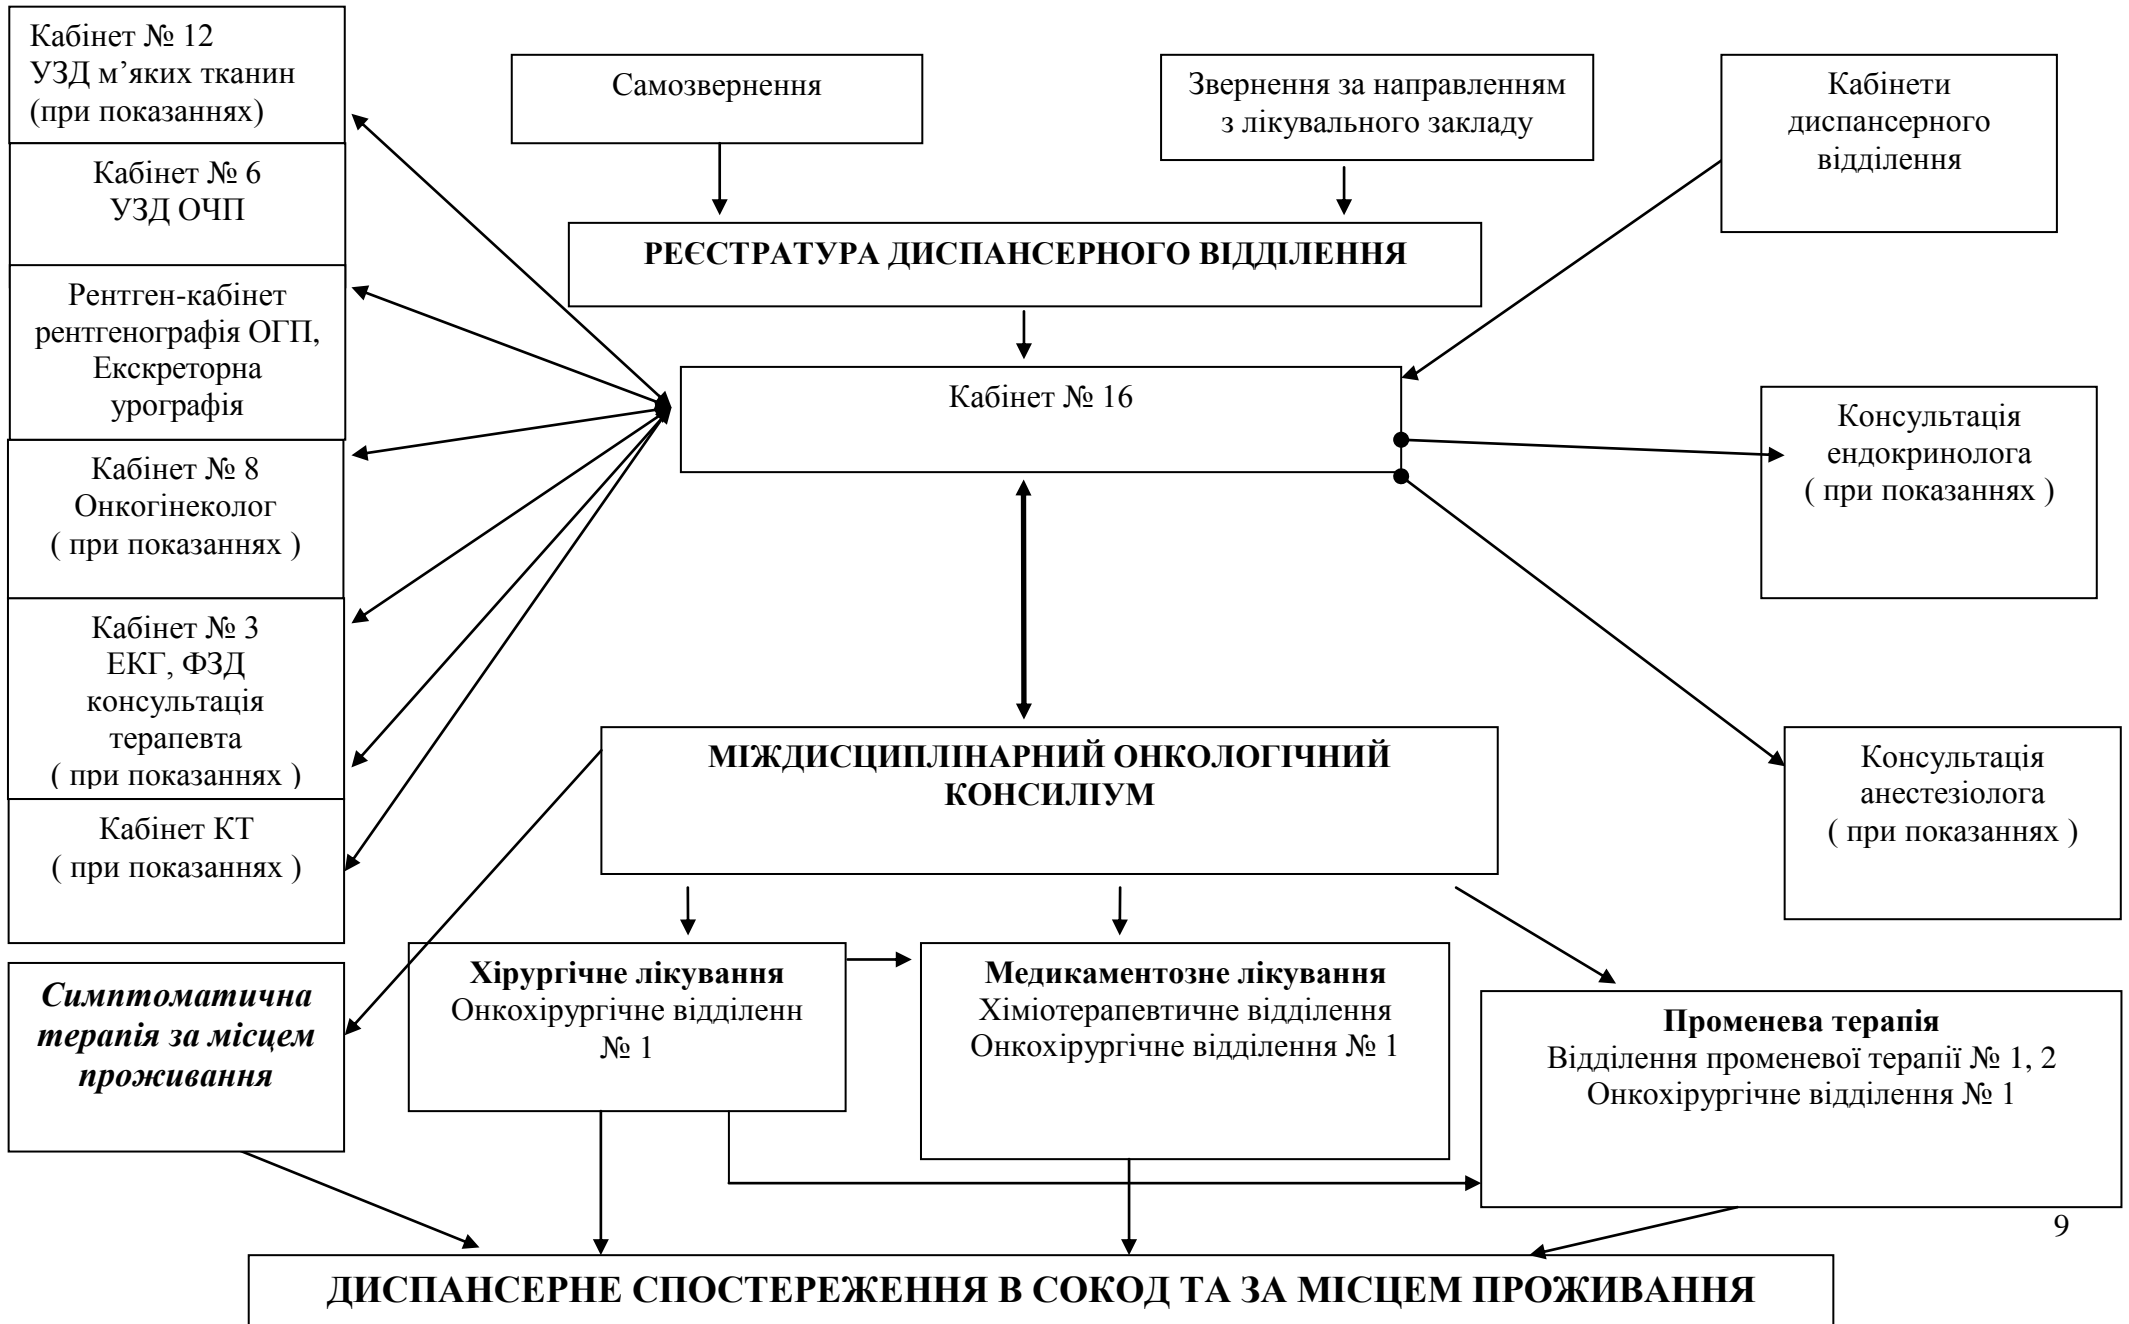 Кабінет № 12
УЗД м’яких тканин
(при показаннях)
Самозвернення
Звернення за направленням
з лікувального закладу
Кабінети
диспансерного
відділення
Кабінет № 6
УЗД ОЧП
РЕЄСТРАТУРА ДИСПАНСЕРНОГО ВІДДІЛЕННЯ
Рентген-кабінет
рентгенографія ОГП,
Екскреторна
урографія
Кабінет № 16
Консультація
ендокринолога
( при показаннях )
Кабінет № 8
Онкогінеколог
( при показаннях )
Кабінет № 3
ЕКГ, ФЗД
консультація
терапевта
( при показаннях )
МІЖДИСЦИПЛІНАРНИЙ ОНКОЛОГІЧНИЙ
КОНСИЛІУМ
Консультація
анестезіолога
( при показаннях )
Кабінет КТ
( при показаннях )
Симптоматична
терапія за місцем
проживання
Хірургічне лікування
Онкохірургічне відділенн
№ 1
Медикаментозне лікування
Хіміотерапевтичне відділення
Онкохірургічне відділення № 1
Променева терапія
Відділення променевої терапії № 1, 2
Онкохірургічне відділення № 1
9
ДИСПАНСЕРНЕ СПОСТЕРЕЖЕННЯ В СОКОД ТА ЗА МІСЦЕМ ПРОЖИВАННЯ